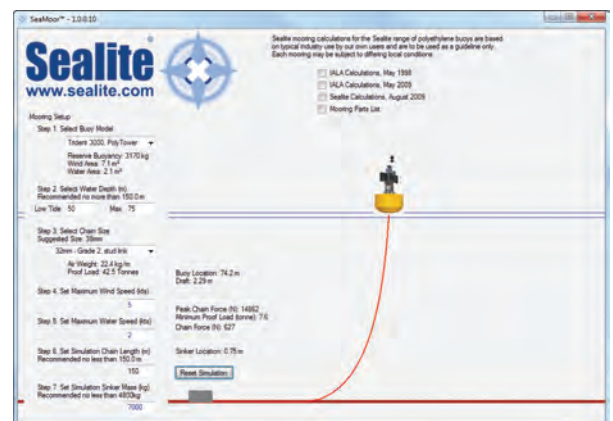 SeaMoor™ - 1.0.0.10
Sealite
www.sealite.com
Sealite mooring calculations for the Sealite range of polyethylene buoys are based
on typical industry use by our own users and are to be used as a guideline only.
Each mooring may be subject to differing local conditions.
IALA Calculations, May 1998
IALA Calculations, May 2009
Sealite Calculations, August 2009
Mooring Parts List
Mooring Setup
Step 1. Select Buoy Model
Trident 3000, PolyTower
Reserve Buoyancy: 3170 kg
Wind Area: 7.1 m²
Water Area: 2.1 m²
Step 2. Select Water Depth (m)
Recommended no more than 150.0 m
Low Tide 50 Max 75
Step 3. Select Chain Size
Suggested Size: 38mm
32mm - Grade 2, stud link
Air Weight: 22.4 kg/m
Proof Load: 42.5 Tonnes
Step 4. Set Maximum Wind Speed (kts)
5
Step 5. Set Maximum Water Speed (kts)
2
Step 6. Set Simulation Chain Length (m)
Recommended no less than 150.0 m
150
Step 7. Set Simulation Sinker Mass (kg)
Recommended no less than 4800kg
7000
Buoy Location: 74.2 m
Draft: 2.29 m
Peak Chain Force (N): 14862
Minimum Proof Load (tonne): 7.6
Chain Force (N): 627
Sinker Location: 0.75 m
Reset Simulation